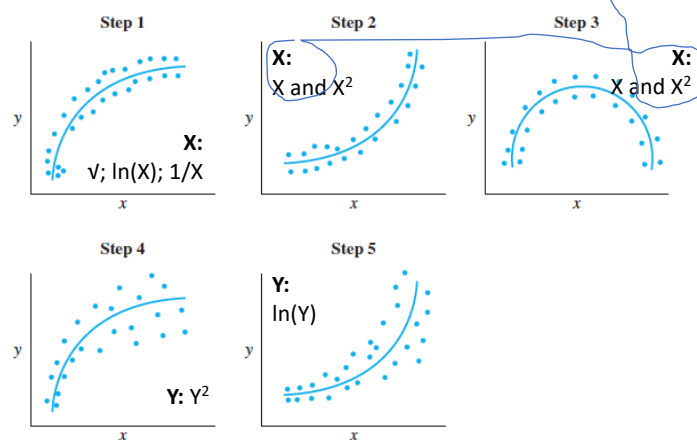 Step 1
Step 2
Step 3
y
X:
√; ln(X); 1/X
x
y
X:
X and X²
x
y
X:
X and X²
x
Step 4
Step 5
y
Y: Y²
x
y
Y:
ln(Y)
x